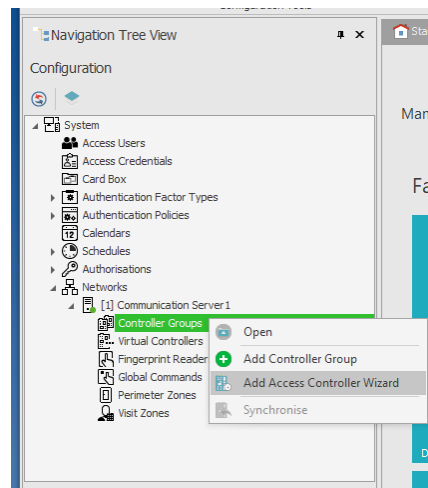 Navigation Tree View
Sta
Configuration
Man
System
Access Users
Access Credentials
Card Box
Authentication Factor Types
Fa
Authentication Policies
12 Calendars
Schedules
Authorisations
Networks
[1] Communication Server1
Controller Groups
Open
Virtual Controllers
Fingerprint Reader
Add Controller Group
Global Commands
Add Access Controller Wizard
Perimeter Zones
Synchronise
Visit Zones
D